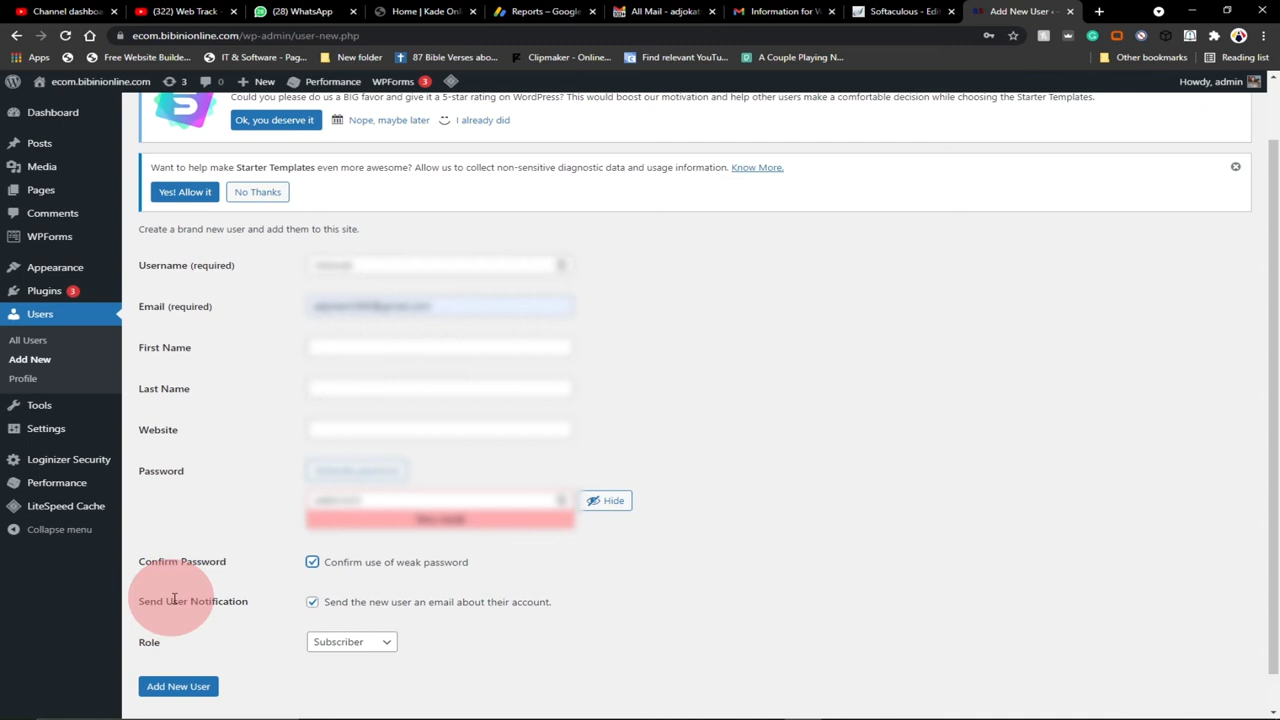 Channel dashboa
(322) Web Track -
(28) WhatsApp
Home | Kade Onl
Reports – Google
All Mail - adjokat
Information for W
Softaculous - Edi
Add New User ‹
ecom.bibinionline.com/wp-admin/user-new.php
Apps
Free Website Builde...
IT & Software - Pag...
New folder
87 Bible Verses abo...
Clipmaker - Online...
Find relevant YouTu...
A Couple Playing N...
Other bookmarks
Reading list
ecom.bibinionline.com
3
0
New
Performance
WPForms 3
Howdy, admin
Could you please do us a BIG favor and give it a 5-star rating on WordPress? This would boost our motivation and help other users make a comfortable decision while choosing the Starter Templates.
Ok, you deserve it
Nope, maybe later
I already did
Want to help make Starter Templates even more awesome? Allow us to collect non-sensitive diagnostic data and usage information. Know More.
Yes! Allow it
No Thanks
Dashboard
Posts
Media
Pages
Comments
WPForms
Appearance
Plugins 3
Users
All Users
Add New
Profile
Tools
Settings
Loginizer Security
Performance
LiteSpeed Cache
Collapse menu
Create a brand new user and add them to this site.
Username (required)
Email (required)
First Name
Last Name
Website
Password
Hide
Confirm Password
Confirm use of weak password
Send User Notification
Send the new user an email about their account.
Role
Subscriber
Add New User